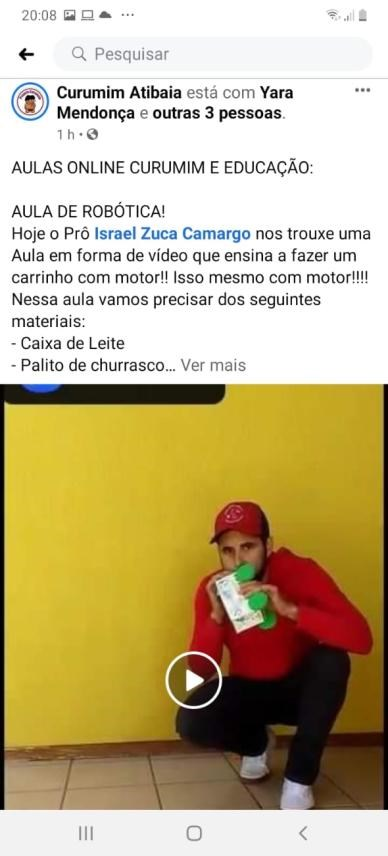 20:08
Pesquisar
Curumim Atibaia está com Yara
Mendonça e outras 3 pessoas.
1 h
AULAS ONLINE CURUMIM E EDUCAÇÃO:
AULA DE ROBÓTICA!
Hoje o Prô Israel Zuca Camargo nos trouxe uma
Aula em forma de vídeo que ensina a fazer um
carrinho com motor!! Isso mesmo com motor!!!!
Nessa aula vamos precisar dos seguintes
materiais:
- Caixa de Leite
- Palito de churrasco... Ver mais